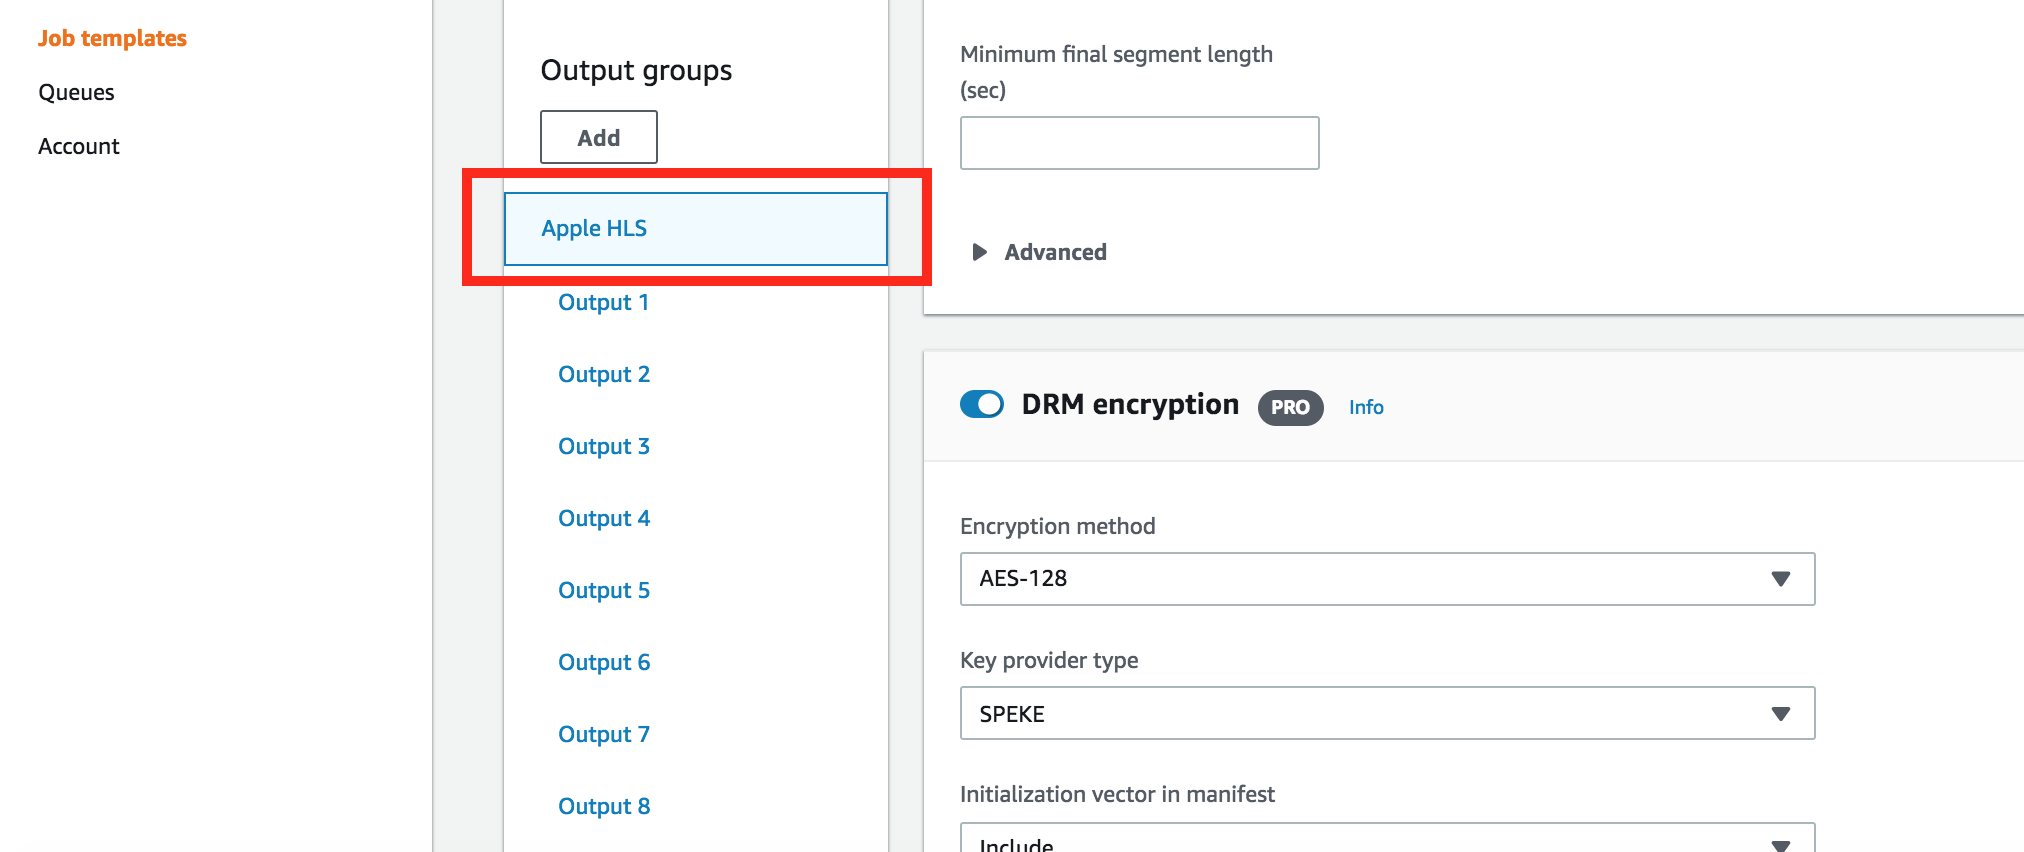 Job templates
Queues
Account
Output groups
Add
Apple HLS
Output 1
Output 2
Output 3
Output 4
Output 5
Output 6
Output 7
Output 8
Minimum final segment length
(sec)
Advanced
DRM encryption PRO Info
Encryption method
AES-128
Key provider type
SPEKE
Initialization vector in manifest
Include